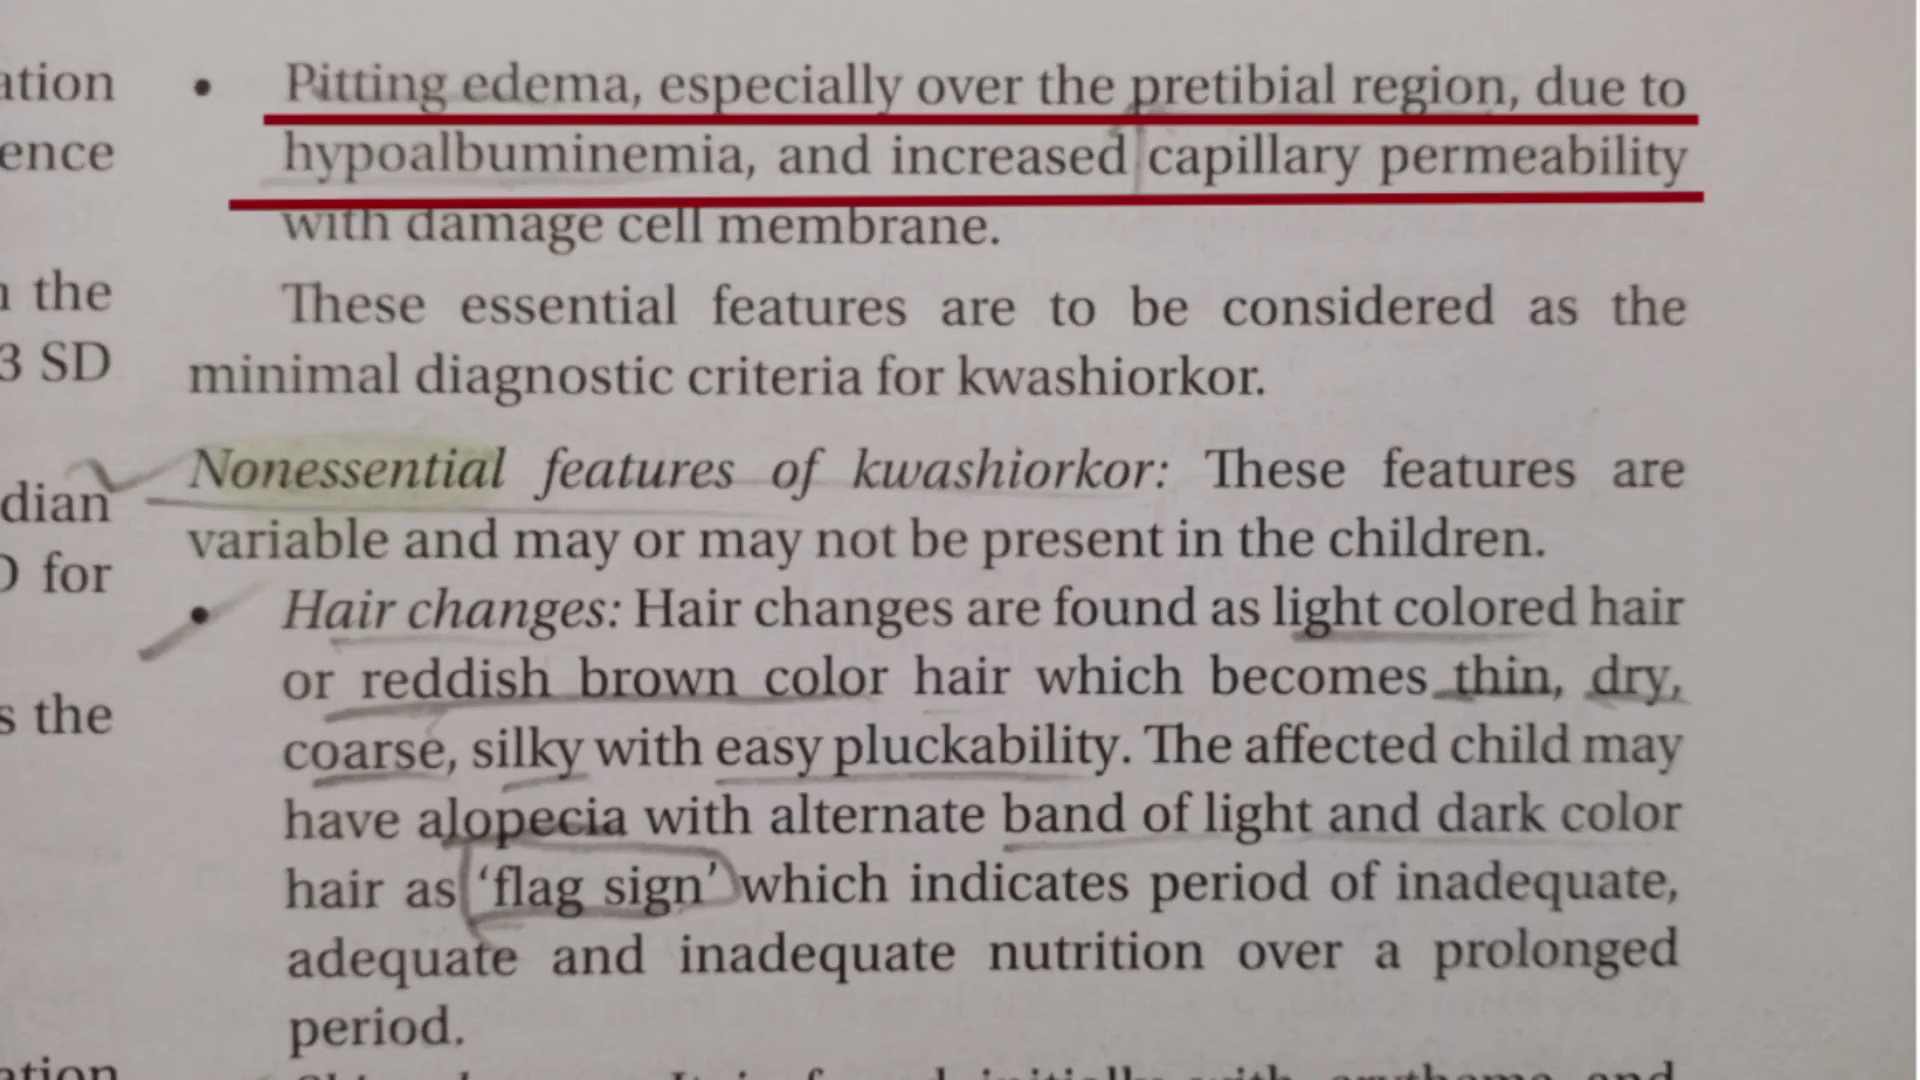 ation
ence
n the
3 SD
dian
D for
s the
ation
• Pitting edema, especially over the pretibial region, due to
hypoalbuminemia, and increased capillary permeability
with damage cell membrane.
These essential features are to be considered as the
minimal diagnostic criteria for kwashiorkor.
Nonessential features of kwashiorkor: These features are
variable and may or may not be present in the children.
• Hair changes: Hair changes are found as light colored hair
or reddish brown color hair which becomes thin, dry,
coarse, silky with easy pluckability. The affected child may
have alopecia with alternate band of light and dark color
hair as ‘flag sign’ which indicates period of inadequate,
adequate and inadequate nutrition over a prolonged
period.